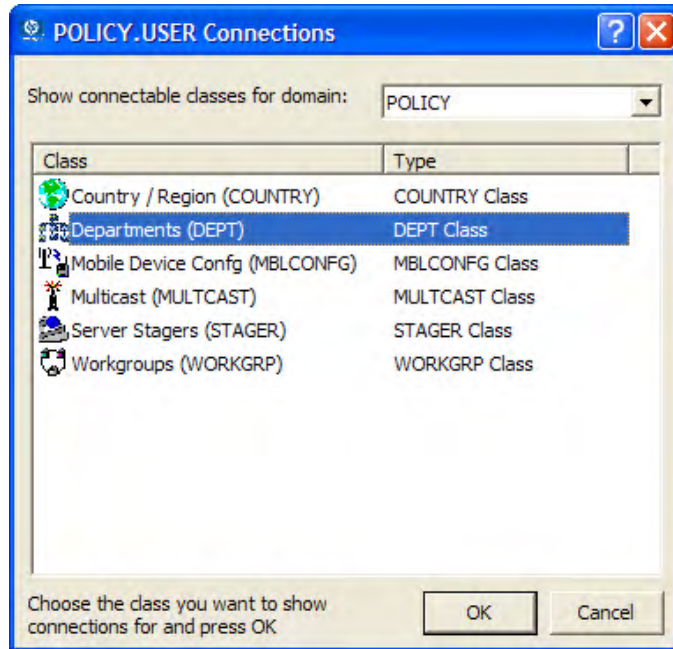 POLICY.USER Connections
Show connectable classes for domain: POLICY
Class Type
Country / Region (COUNTRY) COUNTRY Class
Departments (DEPT) DEPT Class
Mobile Device Confg (MBLCONFG) MBLCONFG Class
Multicast (MULTCAST) MULTCAST Class
Server Stagers (STAGER) STAGER Class
Workgroups (WORKGRP) WORKGRP Class
Choose the class you want to show
connections for and press OK
OK Cancel